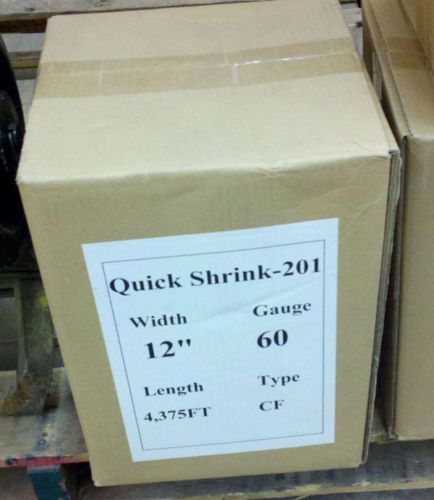 Quick Shrink-201
Width Gauge
12" 60
Length Type
4,375FT CF